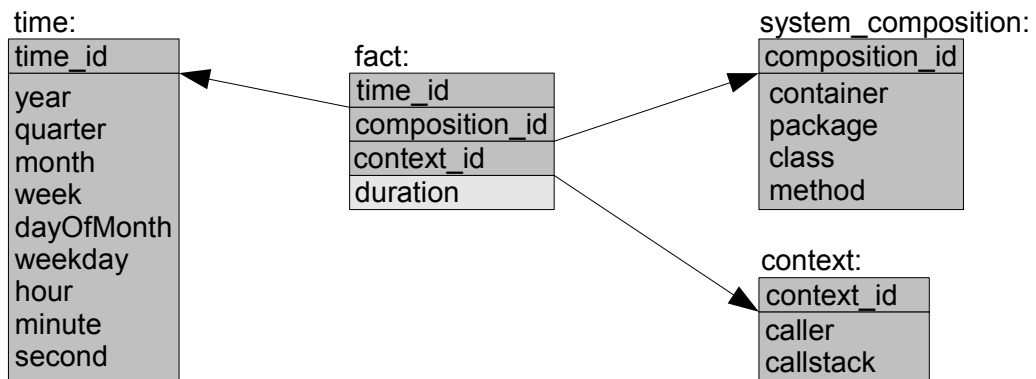 time:
time_id
year
quarter
month
week
dayOfMonth
weekday
hour
minute
second
fact:
time_id
composition_id
context_id
duration
system_composition:
composition_id
container
package
class
method
context:
context_id
caller
callstack